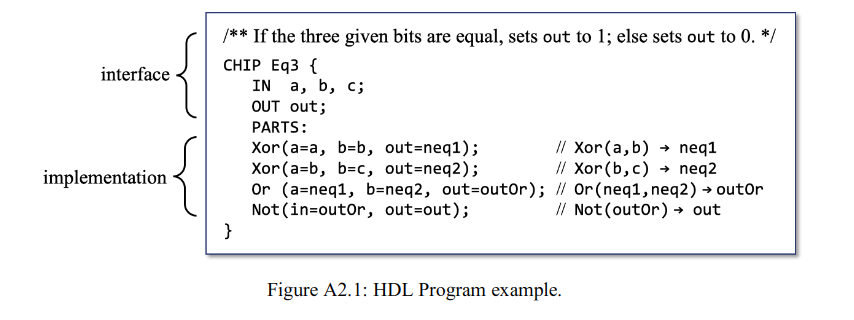 /** If the three given bits are equal, sets out to 1; else sets out to 0. */
interface
CHIP Eq3 {
IN a, b, c;
OUT out;
PARTS:
implementation
Xor(a=a, b=b, out=neq1); // Xor(a,b) → neq1
Xor(a=b, b=c, out=neq2); // Xor(b,c) → neq2
Or (a=neq1, b=neq2, out=outOr); // Or(neq1,neq2) → outOr
Not(in=outOr, out=out); // Not(outOr) → out
}
Figure A2.1: HDL Program example.